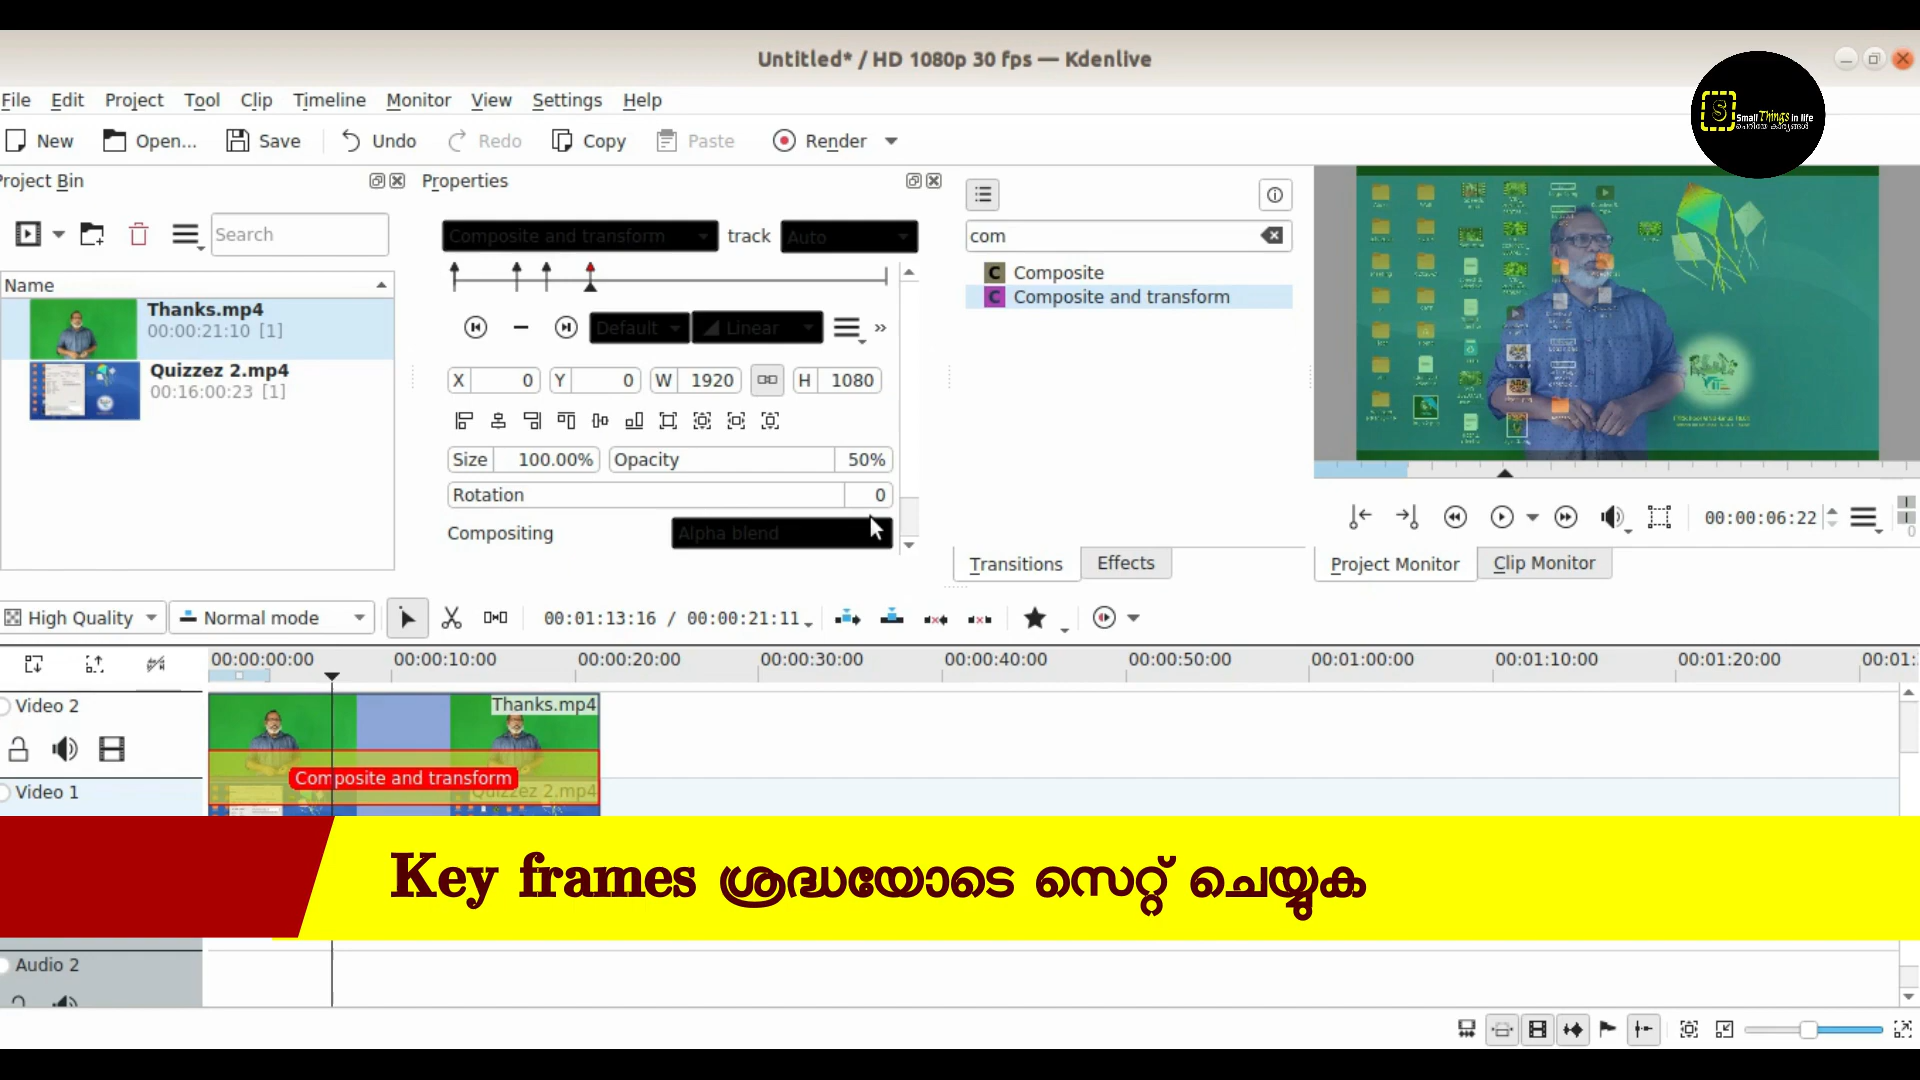 Untitled* / HD 1080p 30 fps — Kdenlive
File Edit Project Tool Clip Timeline Monitor View Settings Help
Small Things in life
New Open... Save Undo Redo Copy Paste Render
Project Bin
Properties
Search
Composite and transform track Auto
com
Name
Composite
Composite and transform
Thanks.mp4
00:00:21:10 [1]
Default Linear
Quizzez 2.mp4
00:16:00:23 [1]
X 0 Y 0 W 1920 H 1080
Size 100.00% Opacity 50%
Rotation 0
Compositing Alpha blend
00:00:06:22
Transitions Effects
Project Monitor Clip Monitor
High Quality Normal mode 00:01:13:16 / 00:00:21:11
00:00:00:00 00:00:10:00 00:00:20:00 00:00:30:00 00:00:40:00 00:00:50:00 00:01:00:00 00:01:10:00 00:01:20:00 00:01:
Video 2
Thanks.mp4
Composite and transform
Video 1
Quizzez 2.mp4
Key frames ശ്രദ്ധയോടെ സെറ്റ് ചെയ്യുക
Audio 2